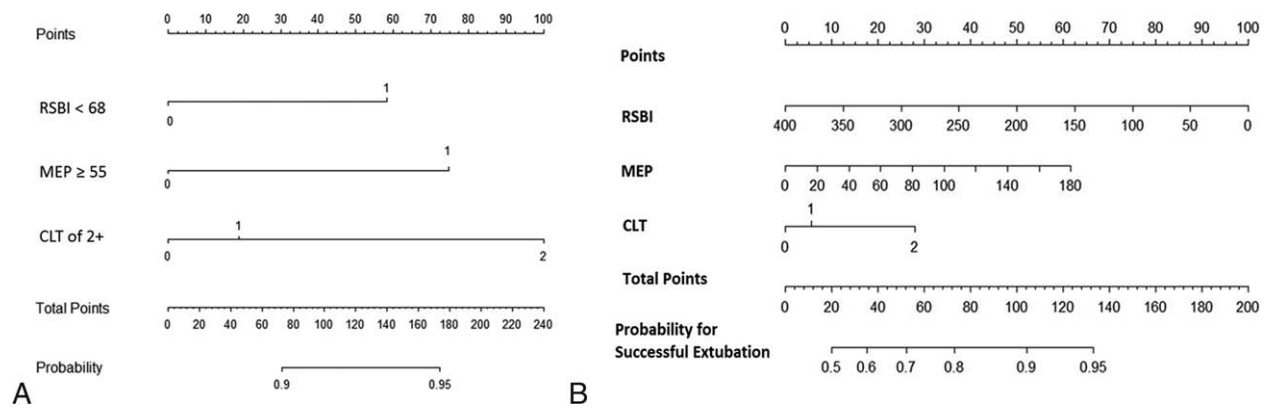 0 10 20 30 40 50 60 70 80 90 100
Points
RSBI < 68
1
0
MEP ≥ 55
1
0
CLT of 2+
1
0 2
Total Points
0 20 40 60 80 100 120 140 160 180 200 220 240
Probability
0.9 0.95
A
0 10 20 30 40 50 60 70 80 90 100
Points
RSBI
400 350 300 250 200 150 100 50 0
MEP
0 20 40 60 80 100 140 180
CLT
1
0 2
Total Points
0 20 40 60 80 100 120 140 160 180 200
Probability for
Successful Extubation
0.5 0.6 0.7 0.8 0.9 0.95
B